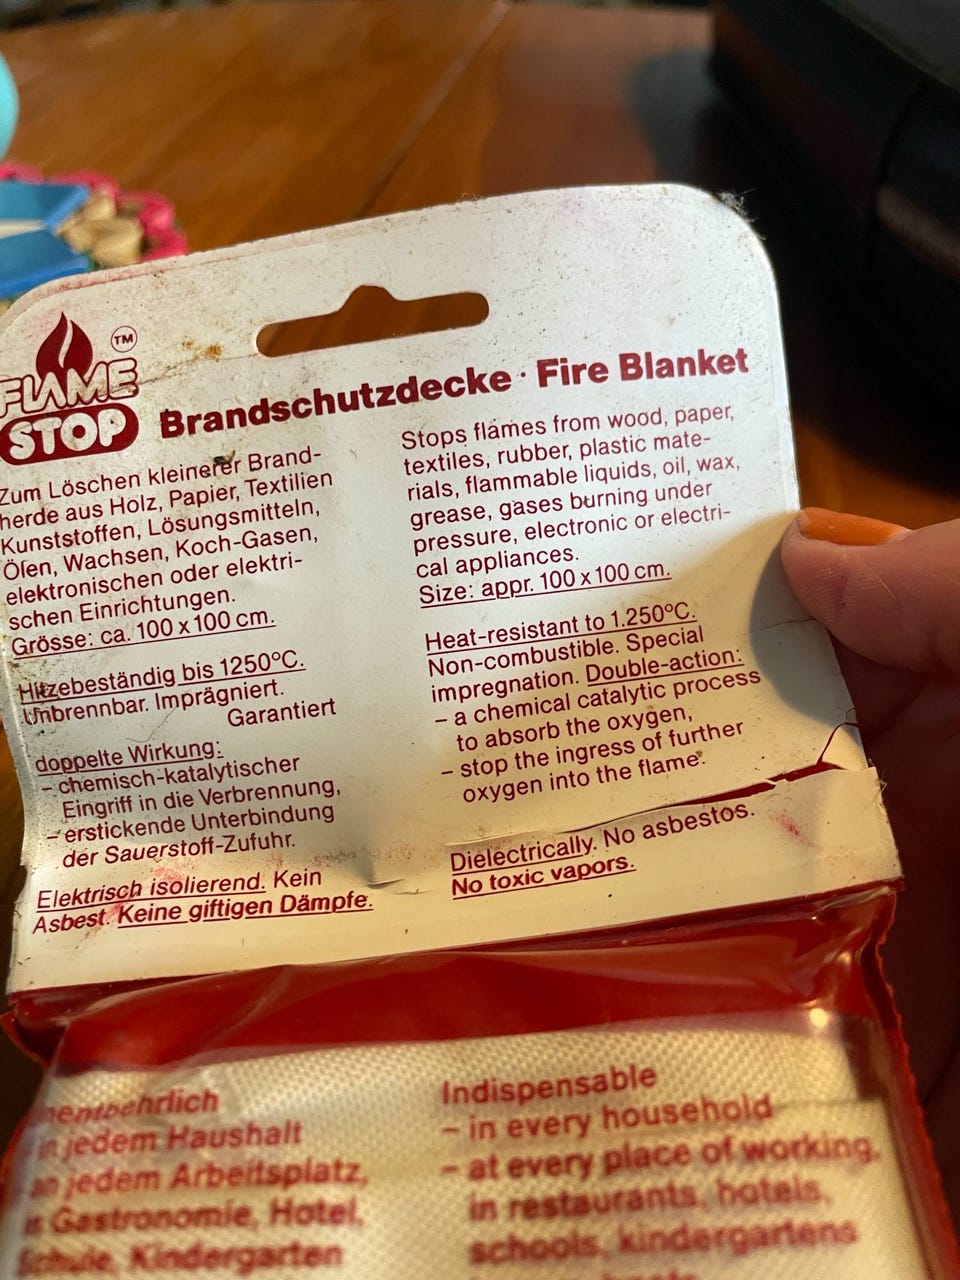 FLAME
STOP
TM
Brandschutzdecke · Fire Blanket
Zum Löschen kleinerer Brand-
herde aus Holz, Papier, Textilien
Kunststoffen, Lösungsmitteln,
Ölen, Wachsen, Koch-Gasen,
elektronischen oder elektri-
schen Einrichtungen.
Grösse: ca. 100 x 100 cm.
Hitzebeständig bis 1250°C.
Unbrennbar. Imprägniert.
Garantiert
doppelte Wirkung:
– chemisch-katalytischer
Eingriff in die Verbrennung,
– erstickende Unterbindung
der Sauerstoff-Zufuhr.
Elektrisch isolierend. Kein
Asbest. Keine giftigen Dämpfe.
Stops flames from wood, paper,
textiles, rubber, plastic mate-
rials, flammable liquids, oil, wax,
grease, gases burning under
pressure, electronic or electri-
cal appliances.
Size: appr. 100 x 100 cm.
Heat-resistant to 1.250°C.
Non-combustible. Special
impregnation. Double-action:
– a chemical catalytic process
to absorb the oxygen,
– stop the ingress of further
oxygen into the flame.
Dielectrically. No asbestos.
No toxic vapors.
nentbehrlich
in jedem Haushalt
an jedem Arbeitsplatz,
in Gastronomie, Hotel,
Schule, Kindergarten
Indispensable
– in every household
– at every place of working.
in restaurants, hotels,
schools, kindergartens